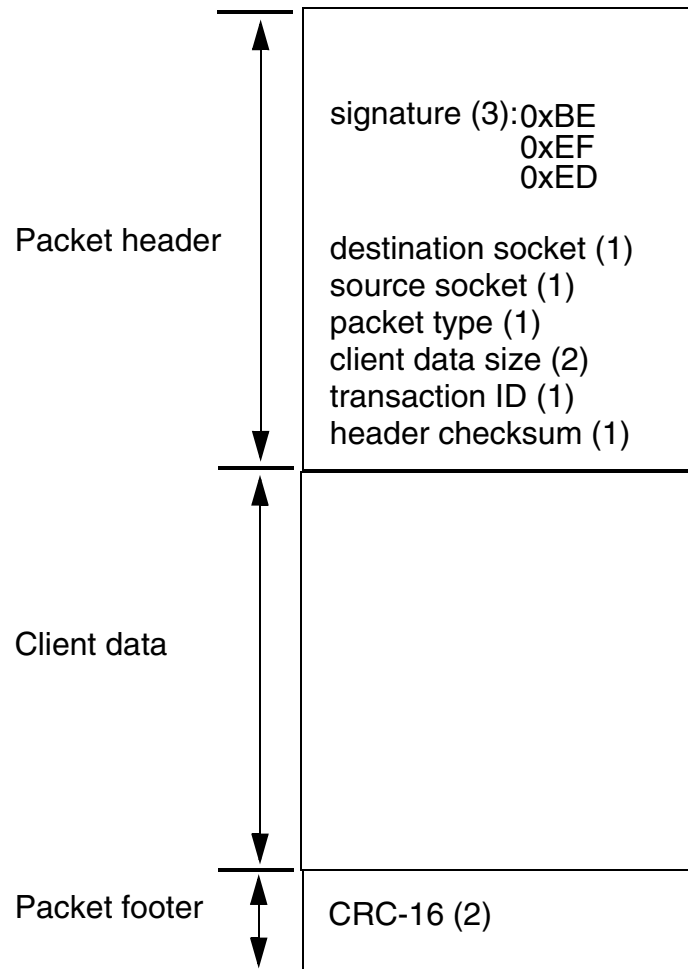 signature (3):0xBE
0xEF
0xED
Packet header
destination socket (1)
source socket (1)
packet type (1)
client data size (2)
transaction ID (1)
header checksum (1)
Client data
Packet footer
CRC-16 (2)